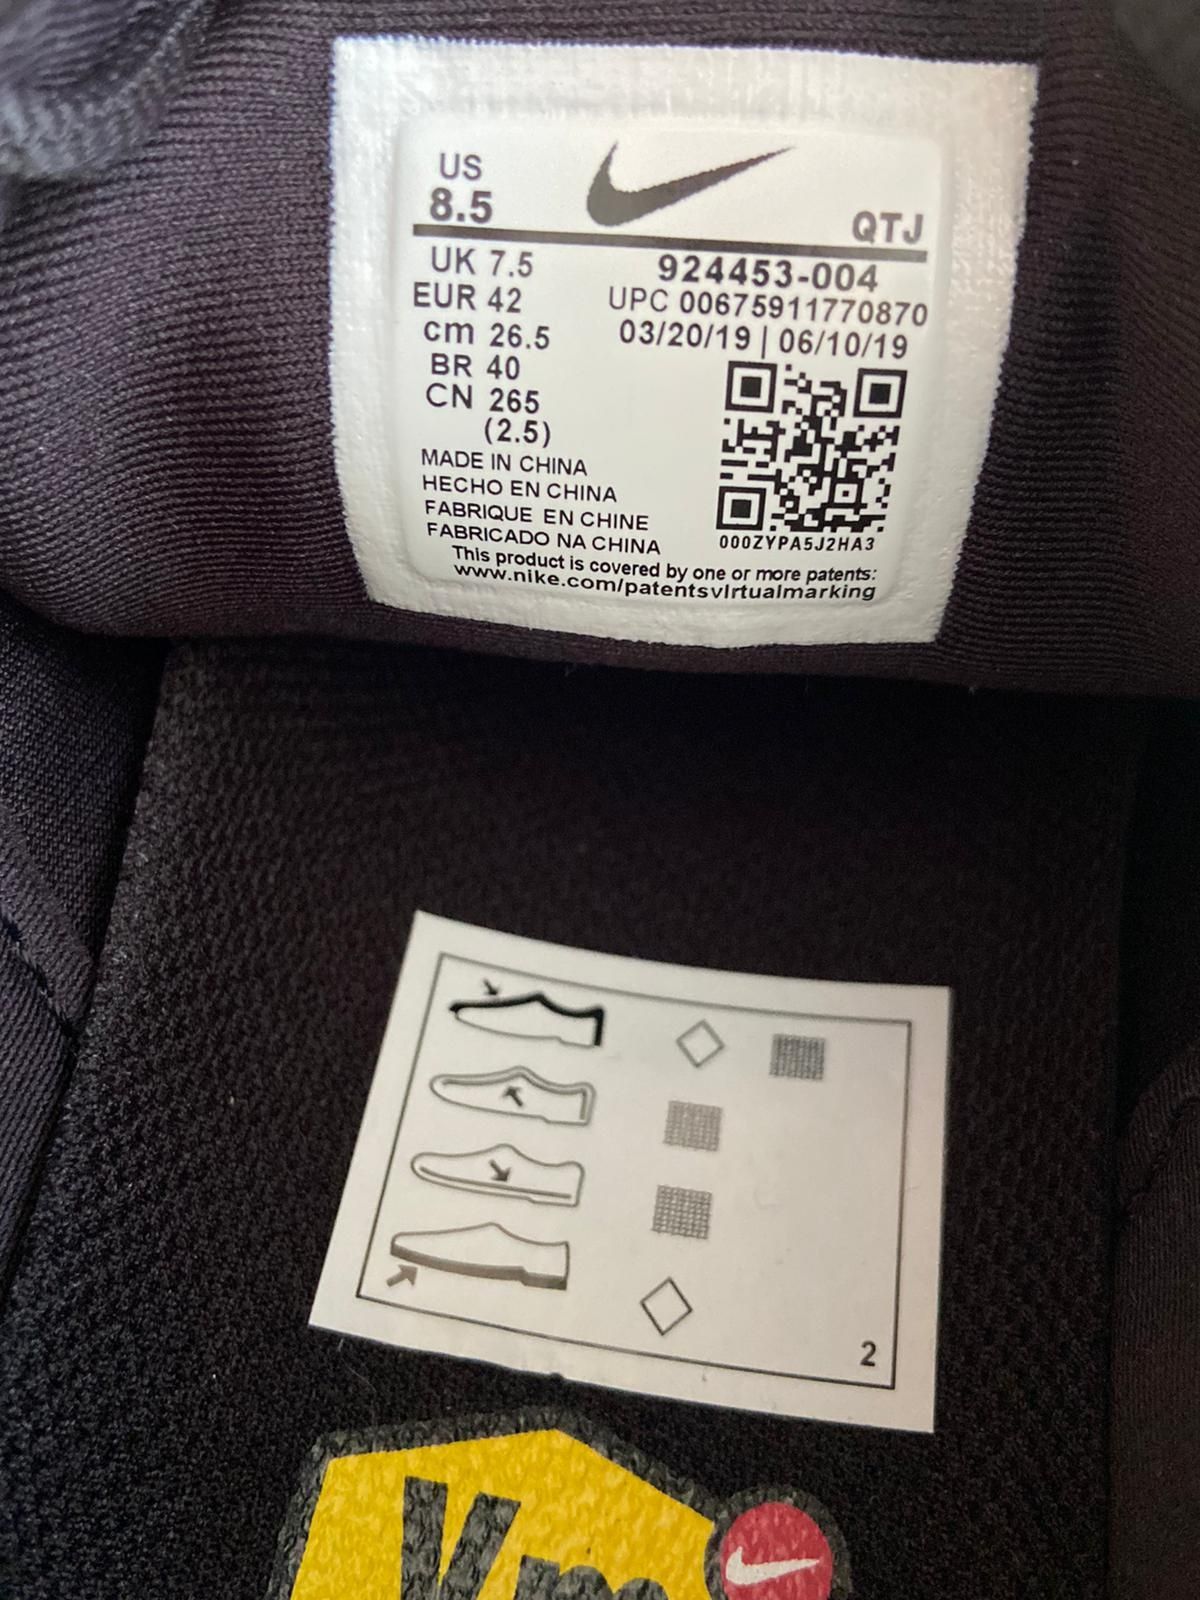 US
8.5
QTJ
UK 7.5
924453-004
EUR 42
UPC 00675911770870
cm 26.5
03/20/19 | 06/10/19
BR 40
CN 265
(2.5)
MADE IN CHINA
HECHO EN CHINA
FABRIQUE EN CHINE
FABRICADO NA CHINA
000ZYPA5J2HA3
This product is covered by one or more patents:
www.nike.com/patentsvirtualmarking
2